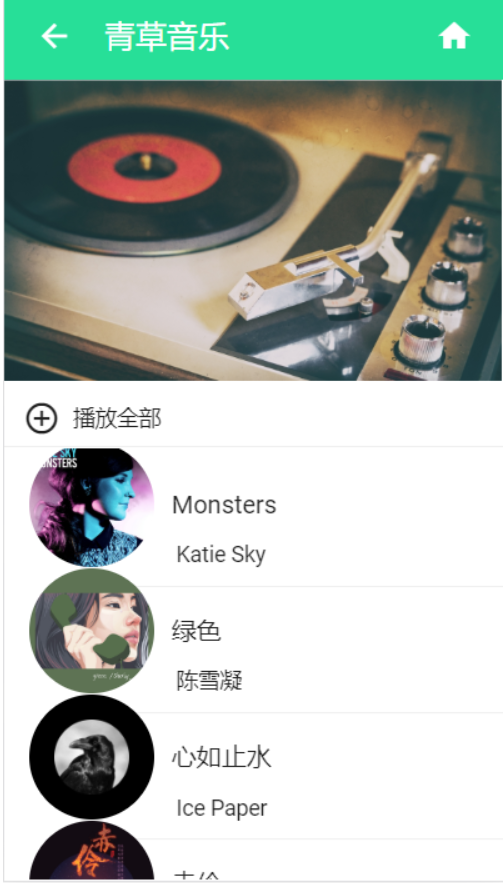 青草音乐
播放全部
SKY
MONSTERS
Monsters
Katie Sky
绿色
陈雪凝
心如止水
Ice Paper
赤伶